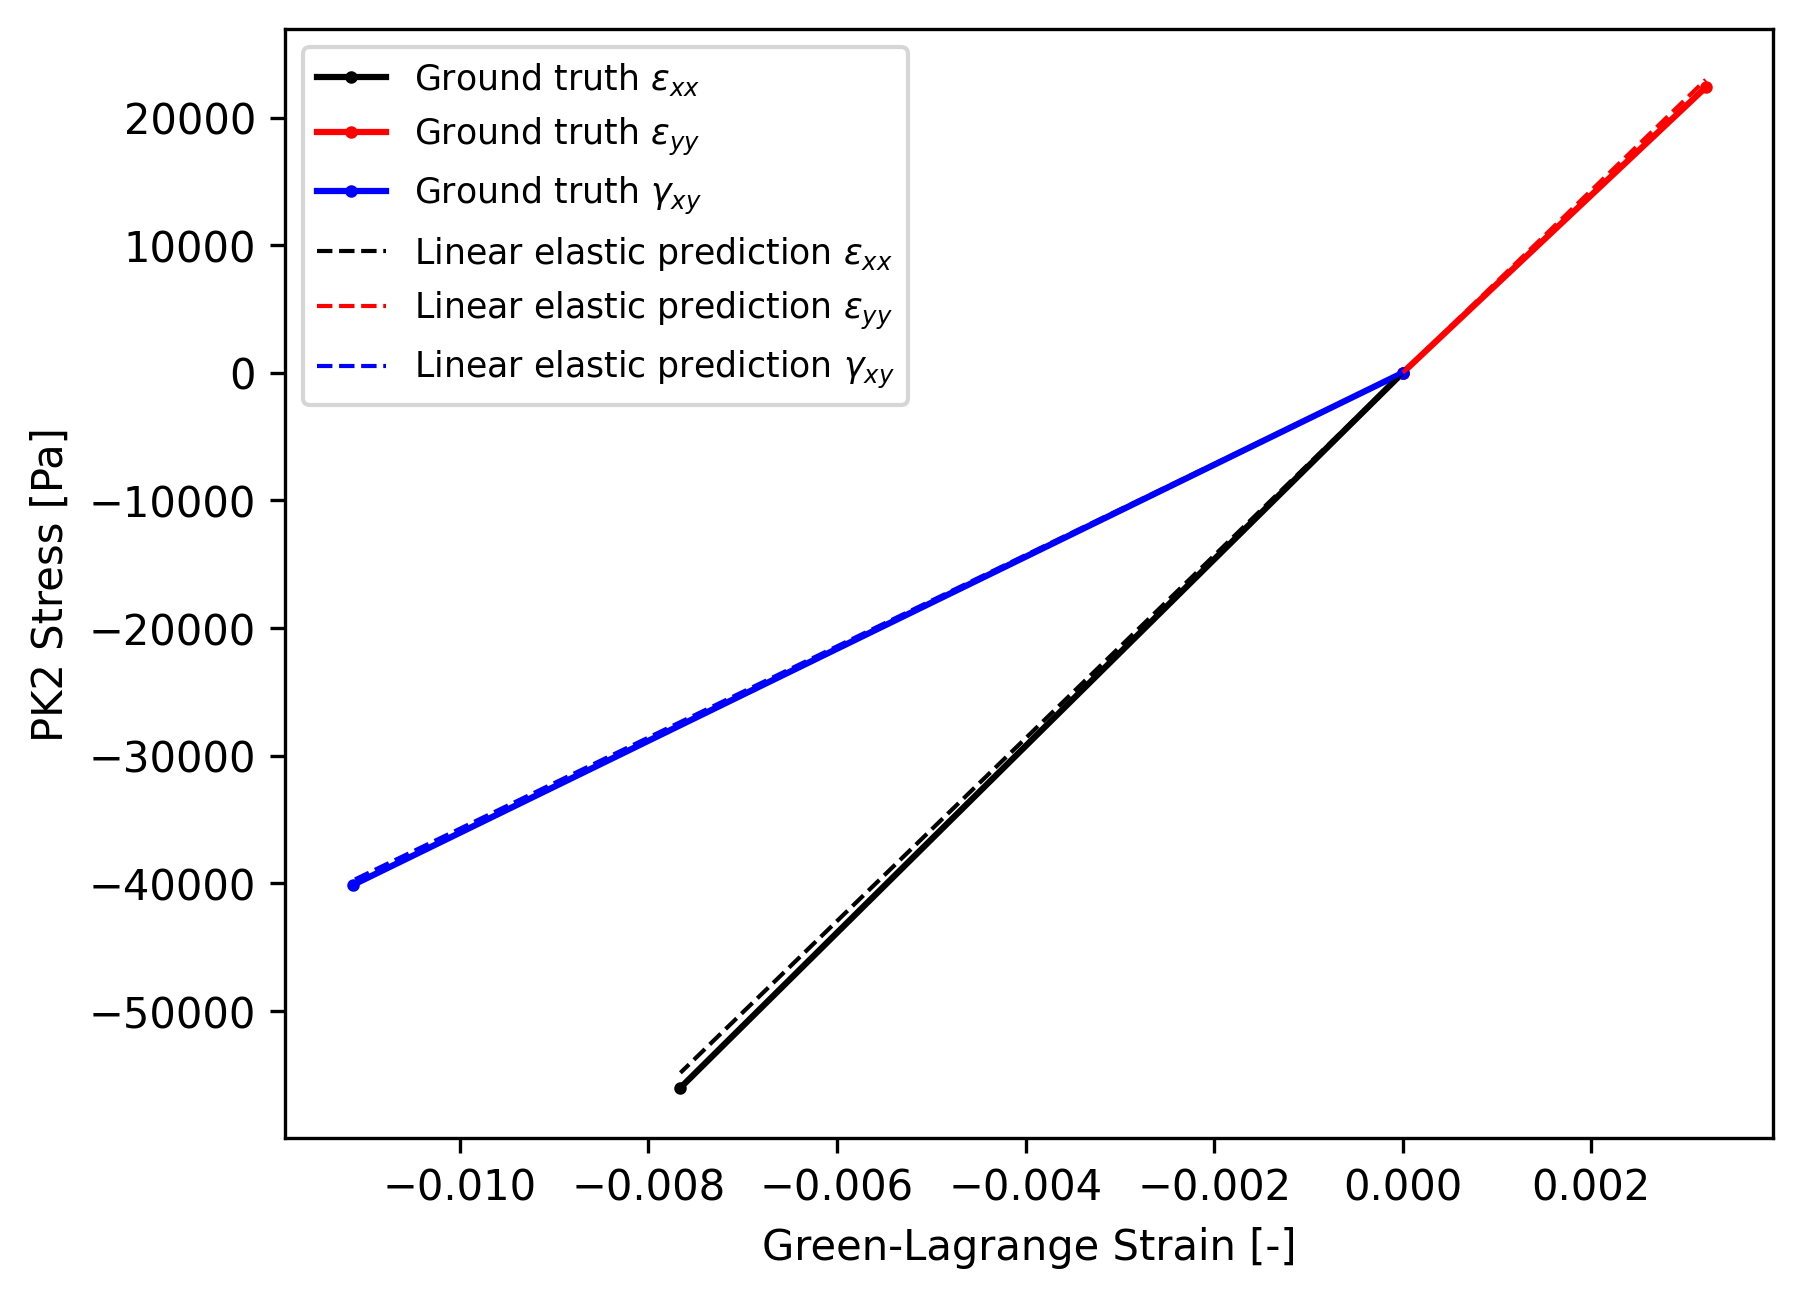 Ground truth εxx
Ground truth εyy
Ground truth γxy
Linear elastic prediction εxx
Linear elastic prediction εyy
Linear elastic prediction γxy
20000
10000
0
−10000
−20000
−30000
−40000
−50000
PK2 Stress [Pa]
−0.010 −0.008 −0.006 −0.004 −0.002 0.000 0.002
Green-Lagrange Strain [-]